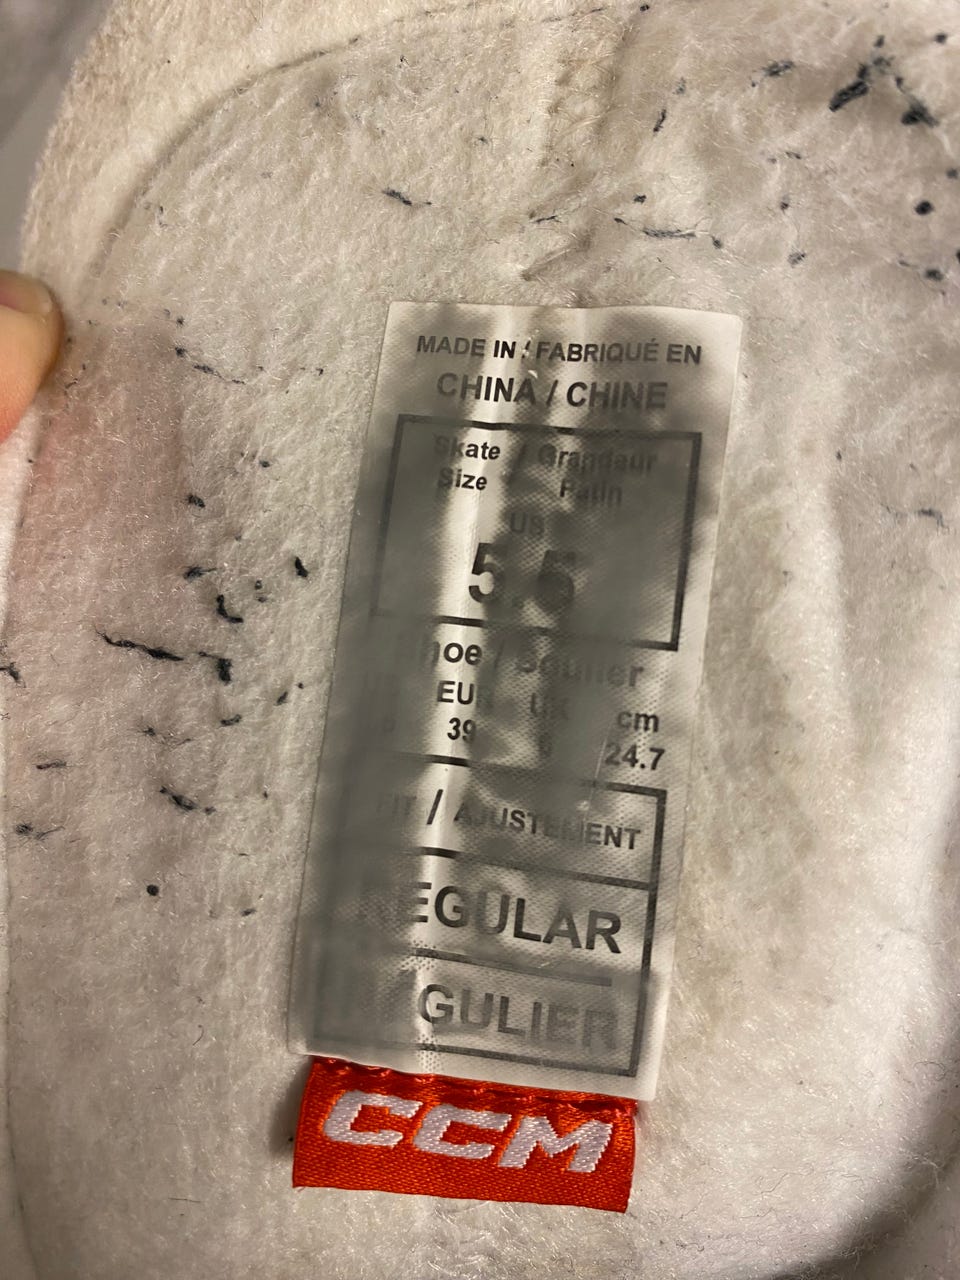 MADE IN / FABRIQUÉ EN
CHINA / CHINE
Skate / Grandeur
Size Patin
US
5.5
/ Soulier
EUR UK cm
39 24.7
FIT / AJUSTEMENT
REGULAR
GULIER
CCM